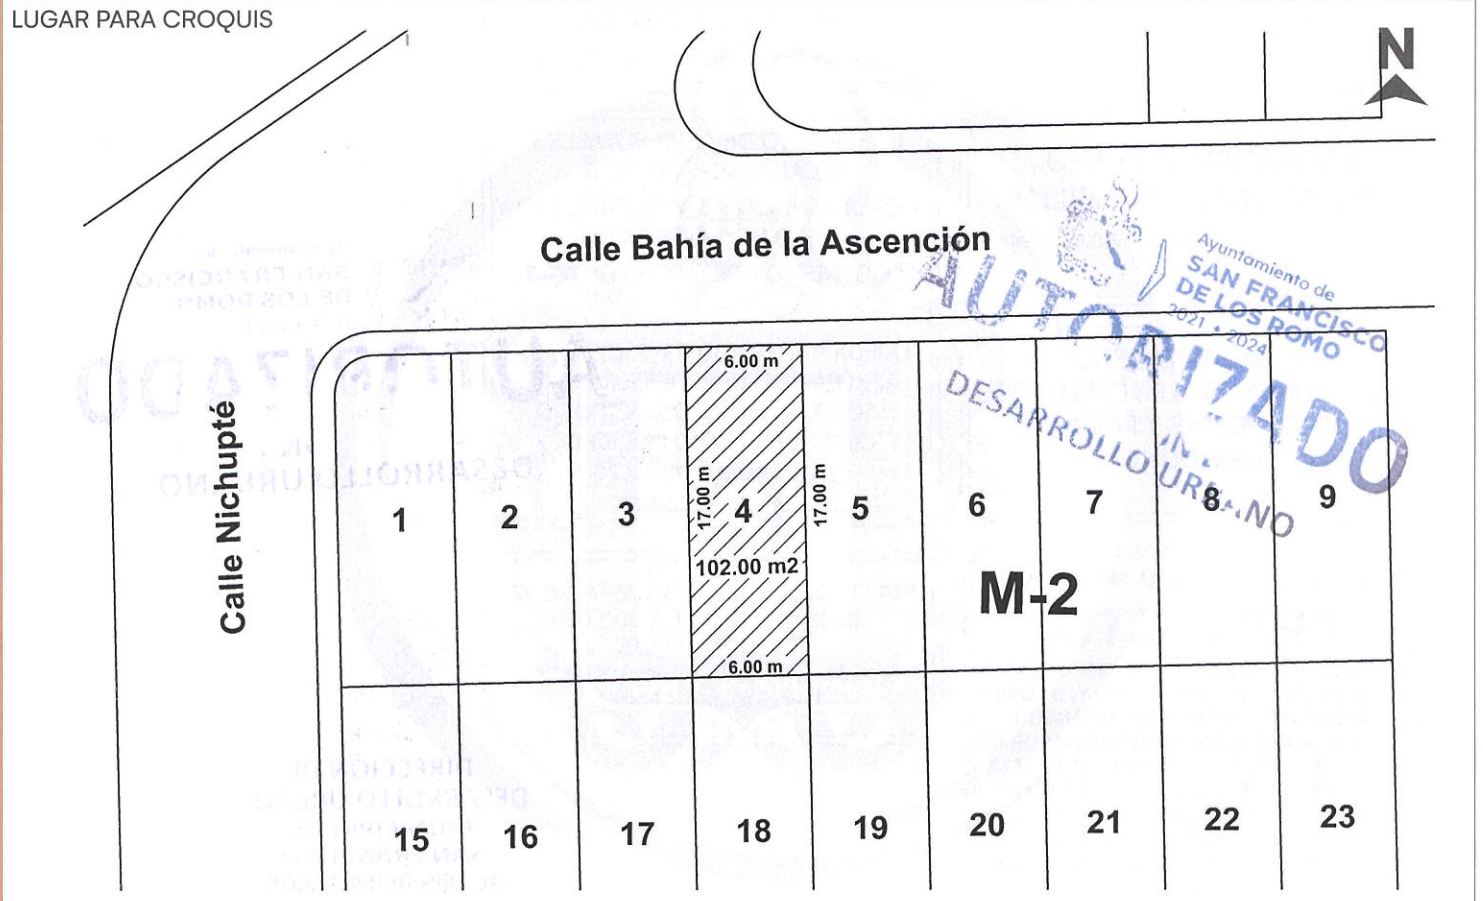 LUGAR PARA CROQUIS
N
Calle Bahía de la Ascención
Ayuntamiento de
SAN FRANCISCO
DE LOS ROMO
2021 • 2024
AUTORIZADO
DESARROLLO URBANO
Calle Nichupté
6.00 m
17.00 m
17.00 m
1
2
3
4
5
6
7
8
9
102.00 m2
M-2
6.00 m
15
16
17
18
19
20
21
22
23